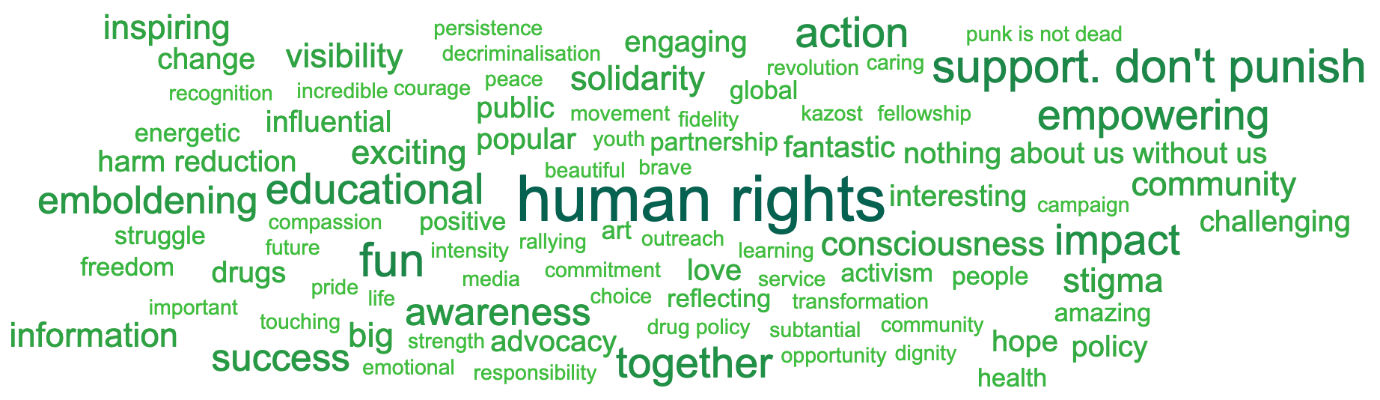 inspiring
persistence
action
punk is not dead
change
visibility
decriminalisation
engaging
revolution
caring
support. don't punish
recognition
incredible
courage
peace
solidarity
global
energetic
influential
public
movement
fidelity
kazost
fellowship
empowering
harm reduction
exciting
popular
youth
partnership
fantastic
nothing about us without us
emboldening
educational
beautiful
brave
human rights
interesting
community
struggle
compassion
positive
campaign
challenging
freedom
future
fun
intensity
rallying
art
outreach
learning
consciousness
impact
drugs
pride
media
commitment
love
service
activism
people
stigma
important
life
awareness
choice
reflecting
transformation
amazing
information
touching
big
strength
advocacy
drug policy
subtantial
community
hope
policy
success
emotional
responsibility
together
opportunity
dignity
health